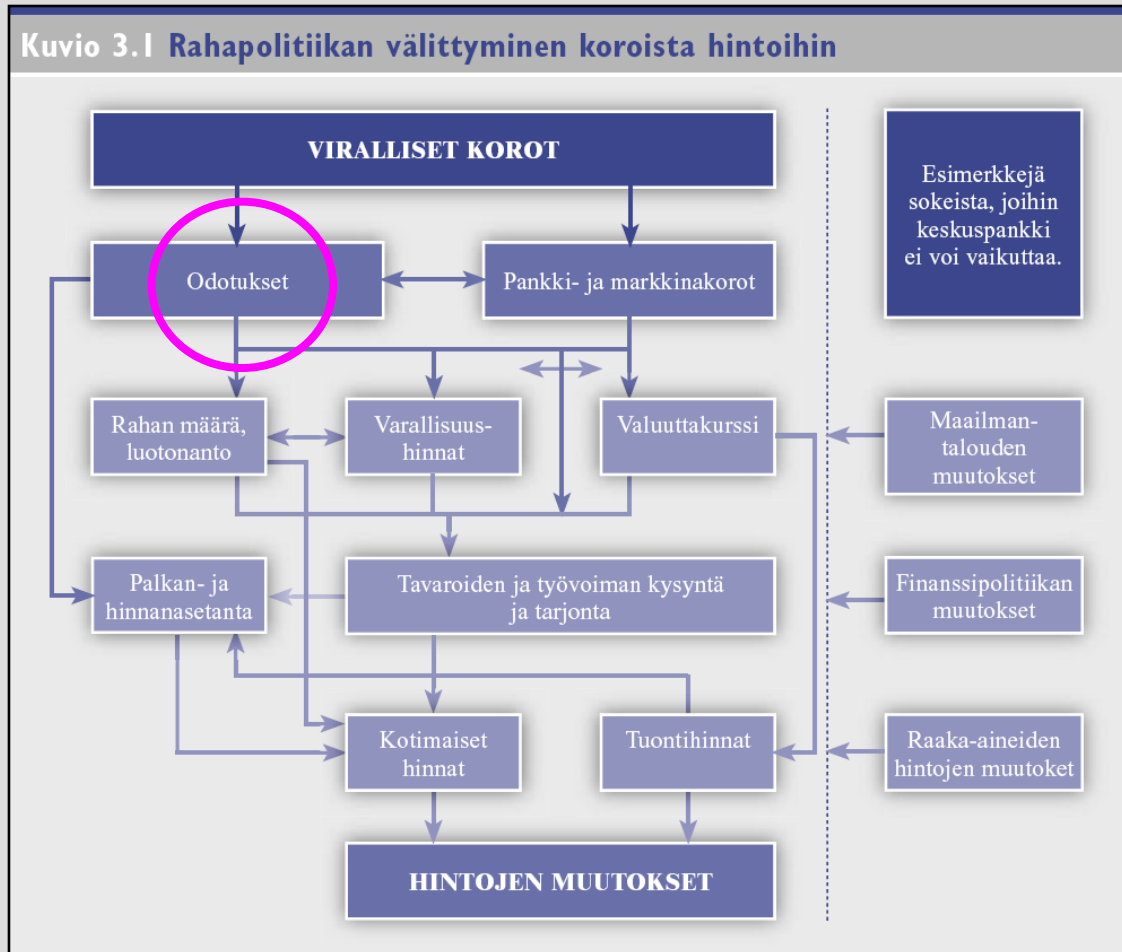 Kuvio 3.1 Rahapolitiikan välittyminen koroista hintoihin
VIRALLISET KOROT
Esimerkkejä
sokeista, joihin
keskuspankki
ei voi vaikuttaa.
Odotukset
Pankki- ja markkinakorot
Rahan määrä,
luotonanto
Varallisuus-
hinnat
Valuuttakurssi
Maailman-
talouden
muutokset
Palkan- ja
hinnanasetanta
Tavaroiden ja työvoiman kysyntä
ja tarjonta
Finanssipolitiikan
muutokset
Kotimaiset
hinnat
Tuontihinnat
Raaka-aineiden
hintojen muutoket
HINTOJEN MUUTOKSET